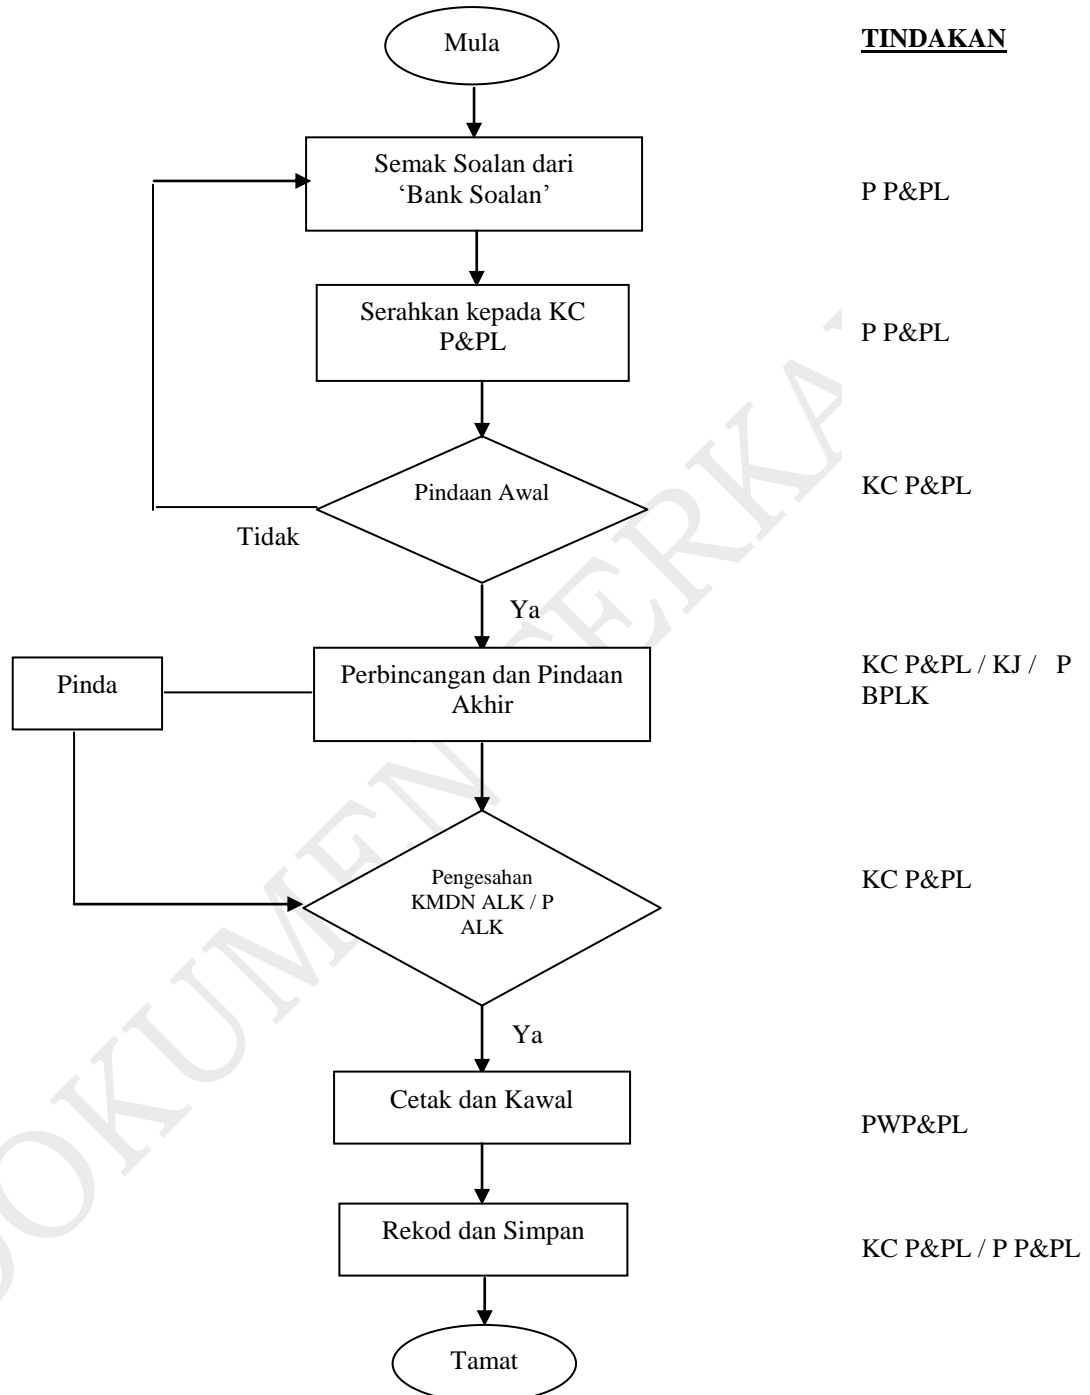 Mula
TINDAKAN
Semak Soalan dari
‘Bank Soalan’
P P&PL
Serahkan kepada KC
P&PL
P P&PL
Pindaan Awal
KC P&PL
Tidak
Ya
Pinda
Perbincangan dan Pindaan
Akhir
KC P&PL / KJ / P
BPLK
Pengesahan
KMDN ALK / P
ALK
KC P&PL
Ya
Cetak dan Kawal
PWP&PL
Rekod dan Simpan
KC P&PL / P P&PL
Tamat
DOKUMEN TERKA